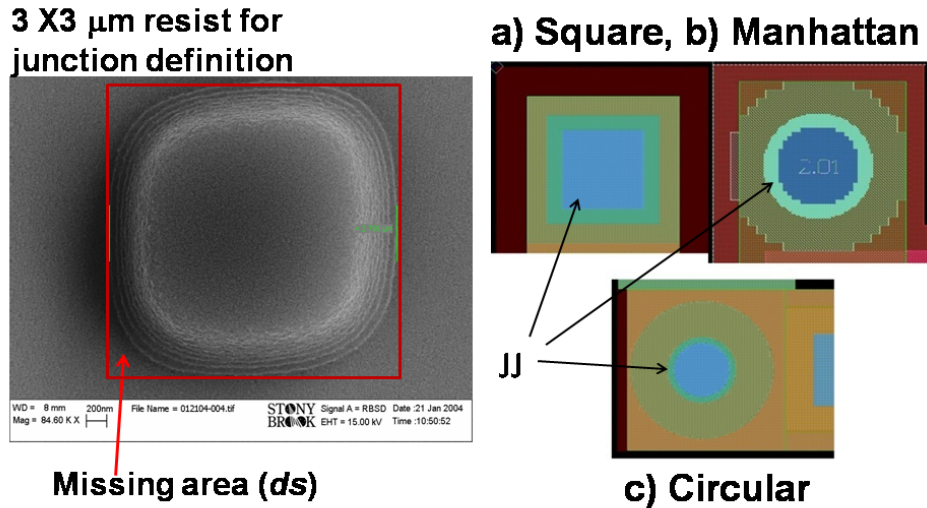 3 X3 μm resist for
junction definition
WD = 8 mm
Mag = 84.60 K X
200nm
File Name = 012104-004.tif
STONY
BROOK
Signal A = RBSD
EHT = 15.00 kV
Date :21 Jan 2004
Time :10:50:52
Missing area (ds)
a) Square, b) Manhattan
2.01
JJ
c) Circular